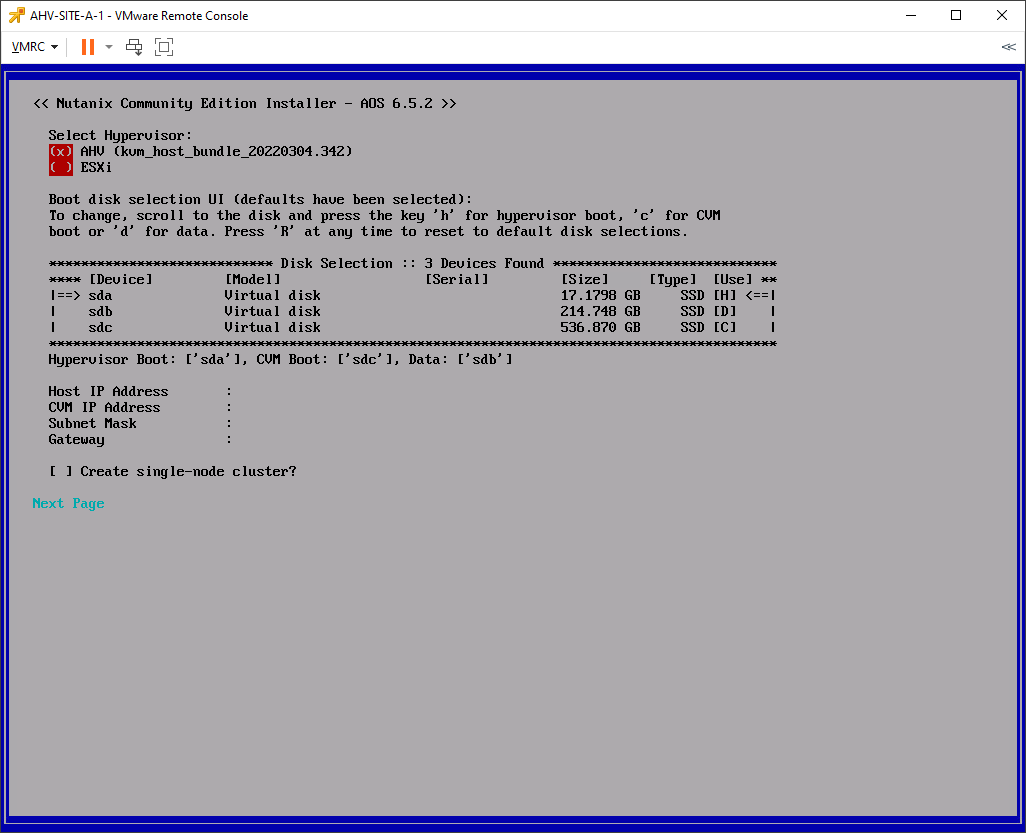 AHV-SITE-A-1 - VMware Remote Console
VMRC
<< Nutanix Community Edition Installer - AOS 6.5.2 >>
Select Hypervisor:
(x) AHV (kvm_host_bundle_20220304.342)
( ) ESXi
Boot disk selection UI (defaults have been selected):
To change, scroll to the disk and press the key 'h' for hypervisor boot, 'c' for CVM
boot or 'd' for data. Press 'R' at any time to reset to default disk selections.
**************************** Disk Selection :: 3 Devices Found ****************************
**** [Device] [Model] [Serial] [Size] [Type] [Use] **
|==> sda Virtual disk 17.1798 GB SSD [H] <==|
| sdb Virtual disk 214.748 GB SSD [D] |
| sdc Virtual disk 536.870 GB SSD [C] |
*******************************************************************************************
Hypervisor Boot: ['sda'], CVM Boot: ['sdc'], Data: ['sdb']
Host IP Address :
CVM IP Address :
Subnet Mask :
Gateway :
[ ] Create single-node cluster?
Next Page